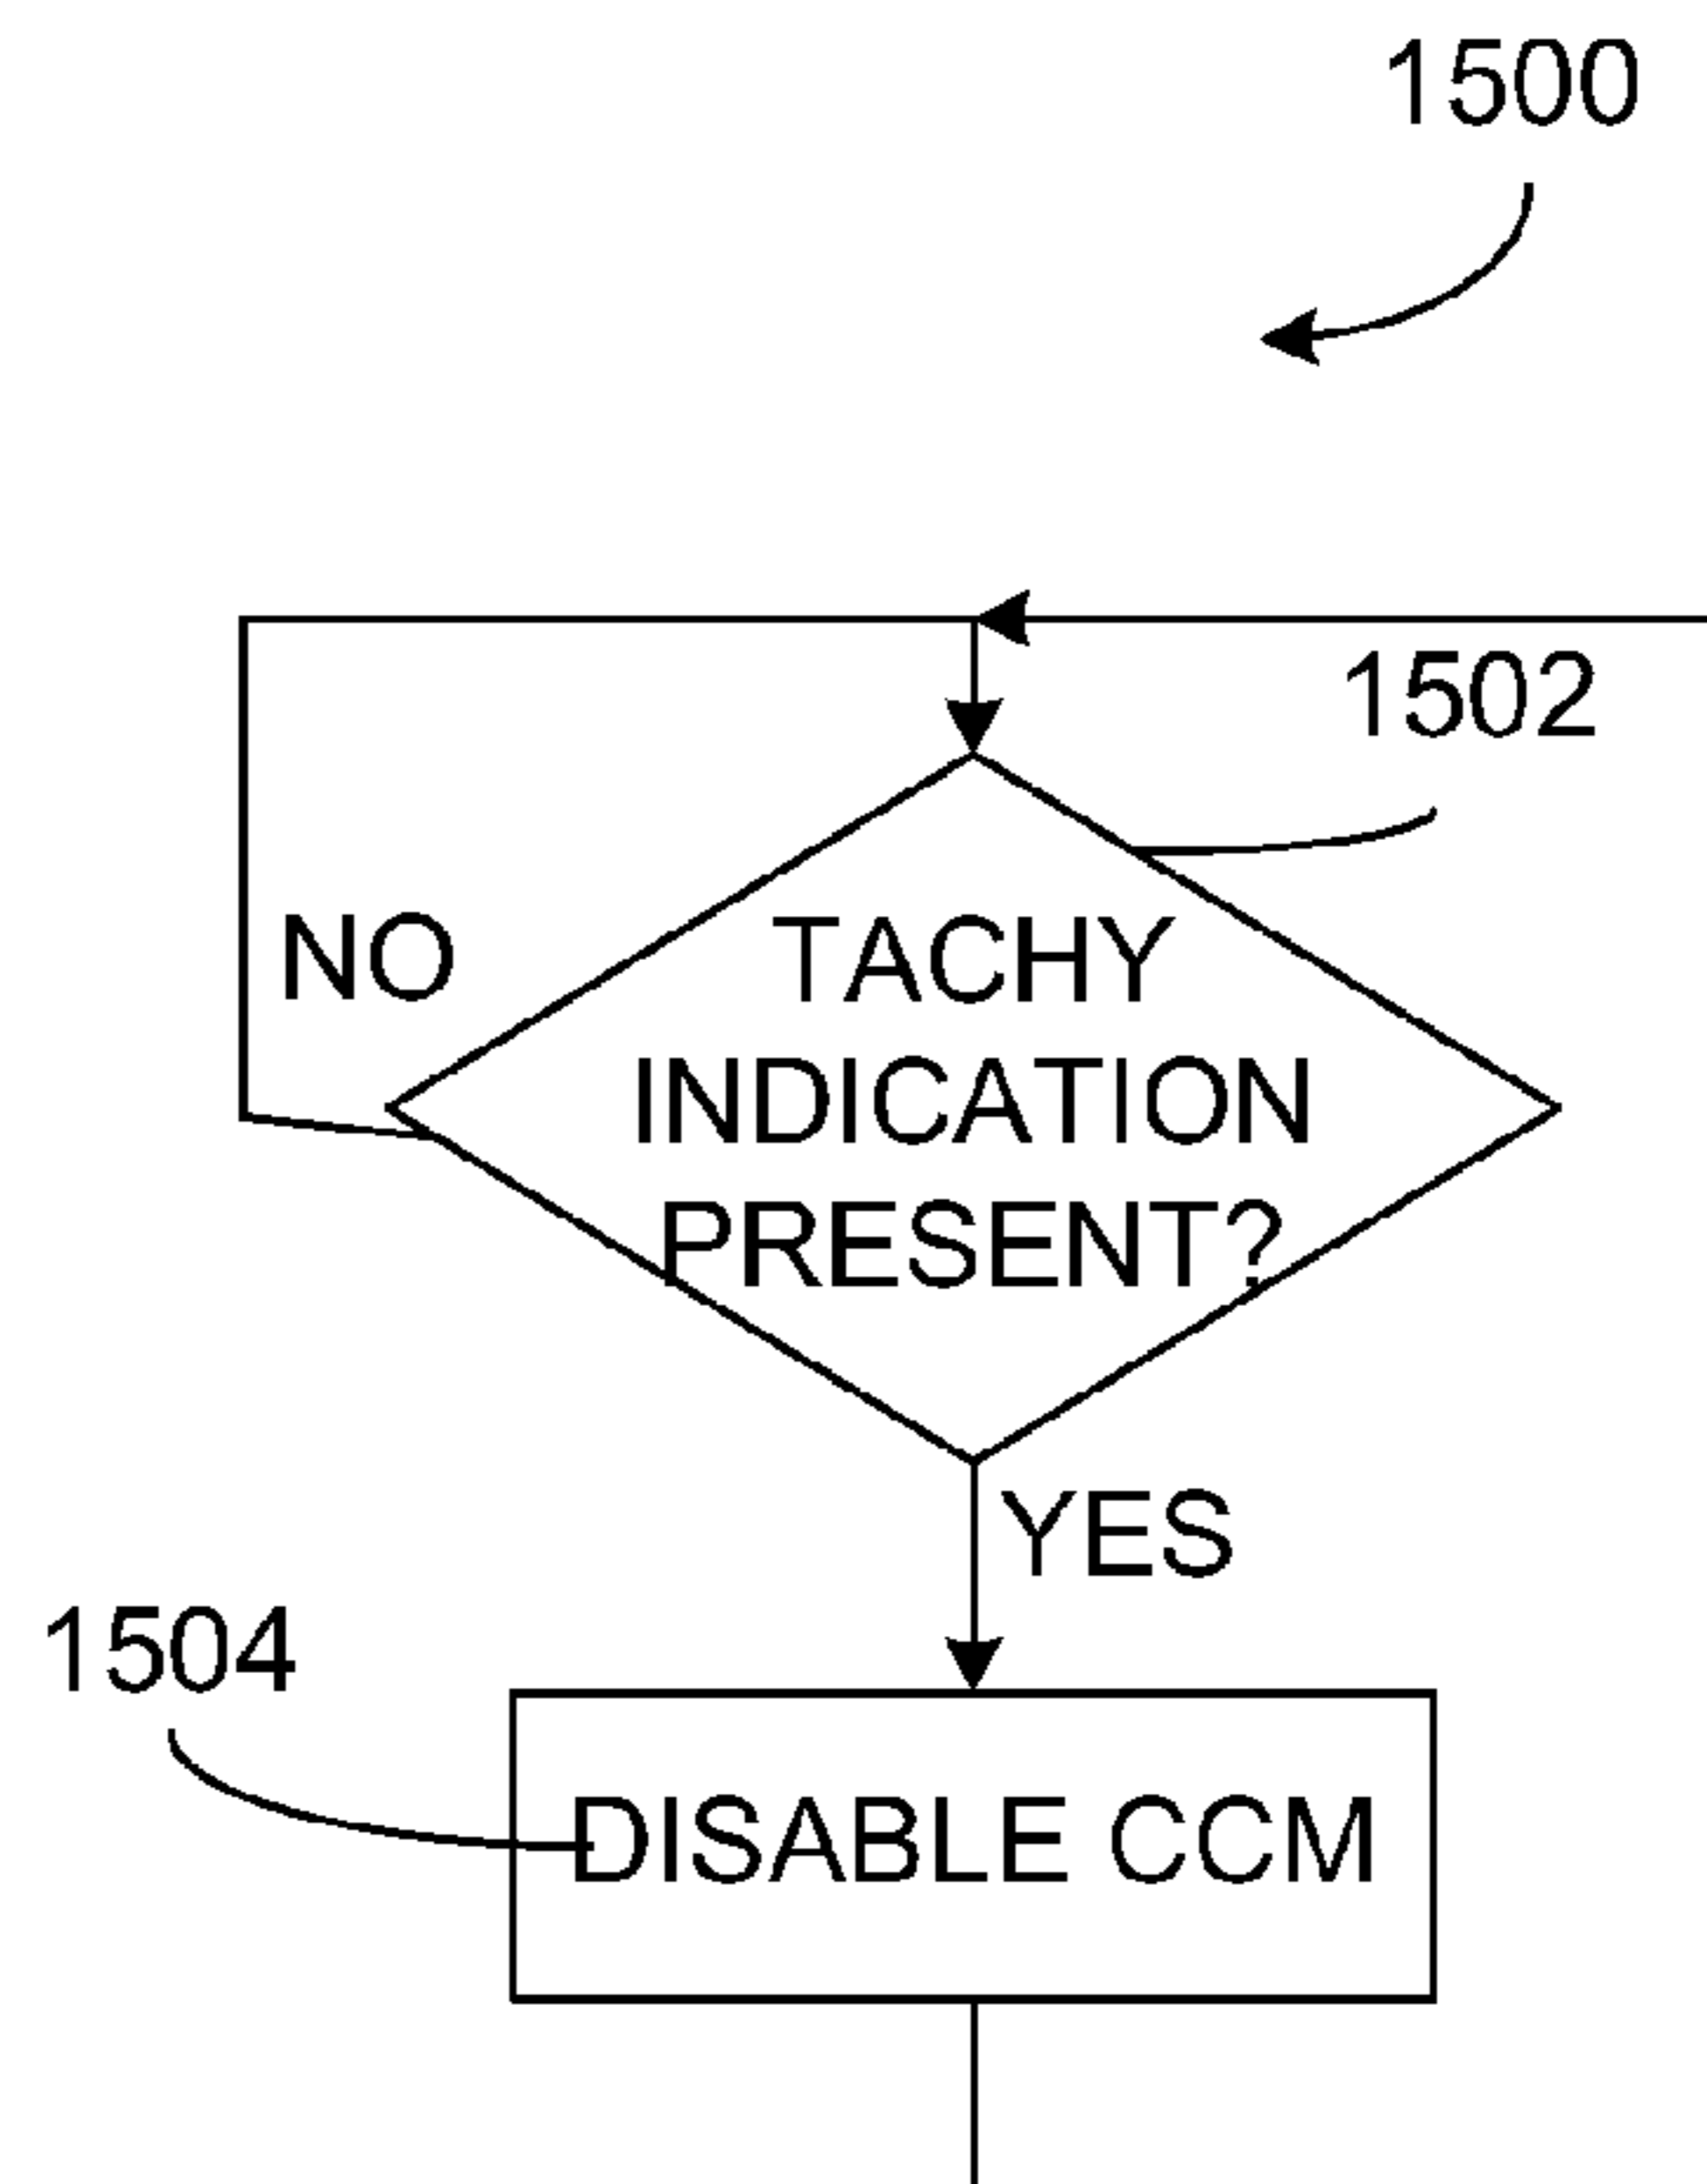 1500
1502
NO
TACHY
INDICATION
PRESENT?
YES
1504
DISABLE CCM